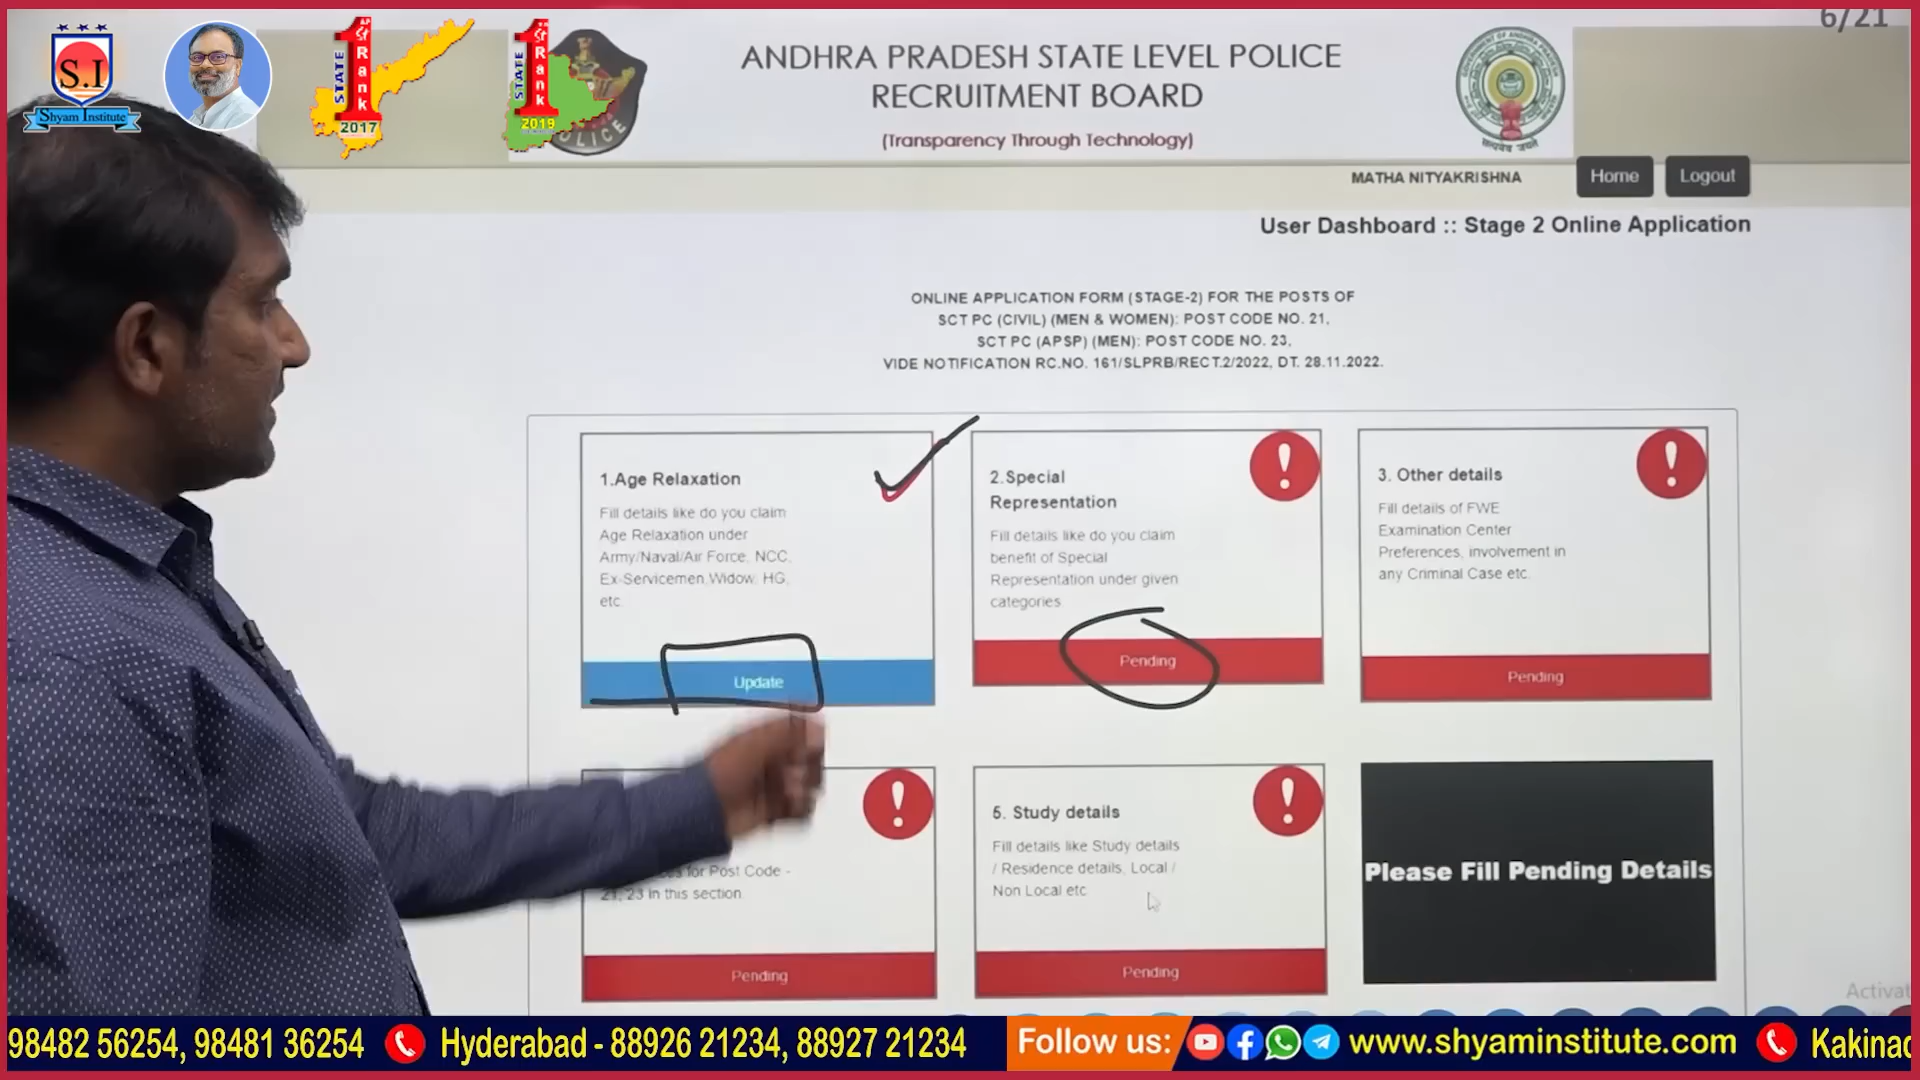 6/21
S.I
Shyam Institute
STATE
1
Rank
2017
STATE
1
Rank
2019
ANDHRA PRADESH STATE LEVEL POLICE
RECRUITMENT BOARD
(Transparency Through Technology)
सत्यमेव जयते
MATHA NITYAKRISHNA
Home
Logout
User Dashboard :: Stage 2 Online Application
ONLINE APPLICATION FORM (STAGE-2) FOR THE POSTS OF
SCT PC (CIVIL) (MEN & WOMEN): POST CODE NO. 21,
SCT PC (APSP) (MEN): POST CODE NO. 23,
VIDE NOTIFICATION RC.NO. 161/SLPRB/RECT.2/2022, DT. 28.11.2022.
1.Age Relaxation
Fill details like do you claim
Age Relaxation under
Army/Naval/Air Force, NCC,
Ex-Servicemen,Widow, HG,
etc.
Update
2.Special
Representation
Fill details like do you claim
benefit of Special
Representation under given
categories
Pending
3. Other details
Fill details of FWE
Examination Center
Preferences, involvement in
any Criminal Case etc.
Pending
for Post Code -
21, 23 in this section.
Pending
5. Study details
Fill details like Study details
/ Residence details, Local /
Non Local etc
Pending
Please Fill Pending Details
Activat
98482 56254, 98481 36254
Hyderabad - 88926 21234, 88927 21234
Follow us:
www.shyaminstitute.com
Kakinad